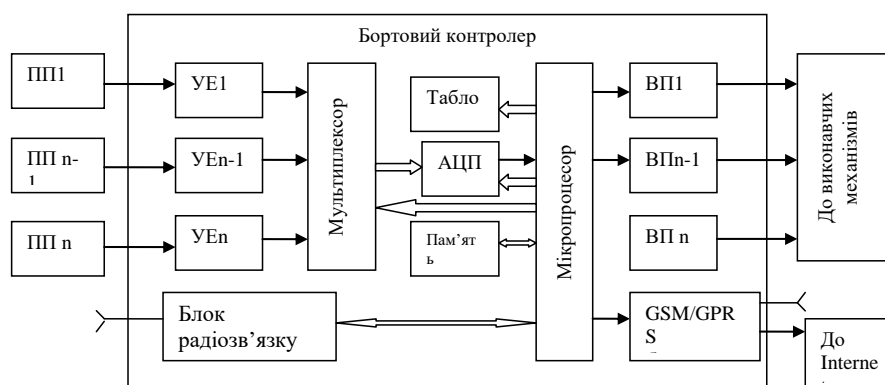 Бортовий контролер
ПП1
УЕ1
Табло
ВП1
ПП n-
1
УЕn-1
Мультиплексор
АЦП
Мікропроцесор
ВПn-1
До виконавчих
механізмів
ПП n
УЕn
Пам’ят
ь
ВП n
Блок
радіозв’язку
GSM/GPR
S
До
Interne